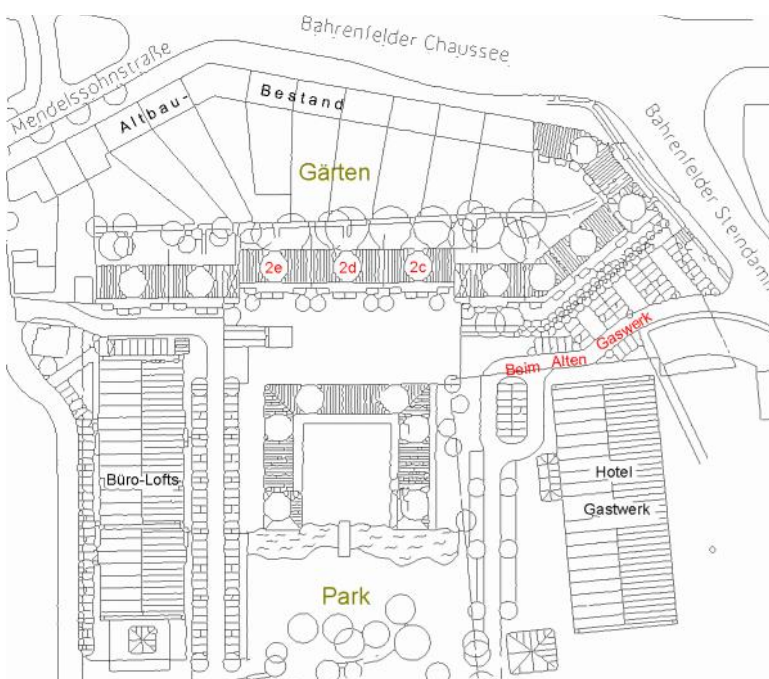 Bahrenfelder Chaussee
Mendelssohnstraße
Altbau-
Bestand
Bahrenfelder Steindamm
Gärten
2e
2d
2c
Beim Alten Gaswerk
Büro-Lofts
Hotel
Gastwerk
Park